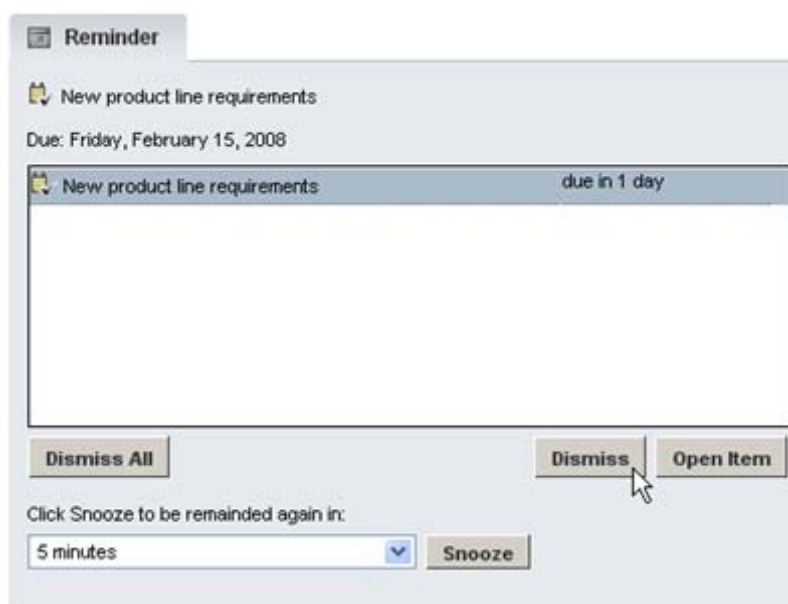 Reminder
New product line requirements
Due: Friday, February 15, 2008
New product line requirements due in 1 day
Dismiss All Dismiss Open Item
Click Snooze to be remainded again in:
5 minutes Snooze